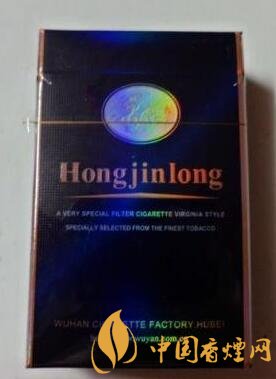 Hongjinlong
A VERY SPECIAL FILTER CIGARETTE VIRGINIA STYLE
SPECIALLY SELECTED FROM THE FINEST TOBACCO
WUHAN CIGARETTE FACTORY.HUBEI
中国香烟网